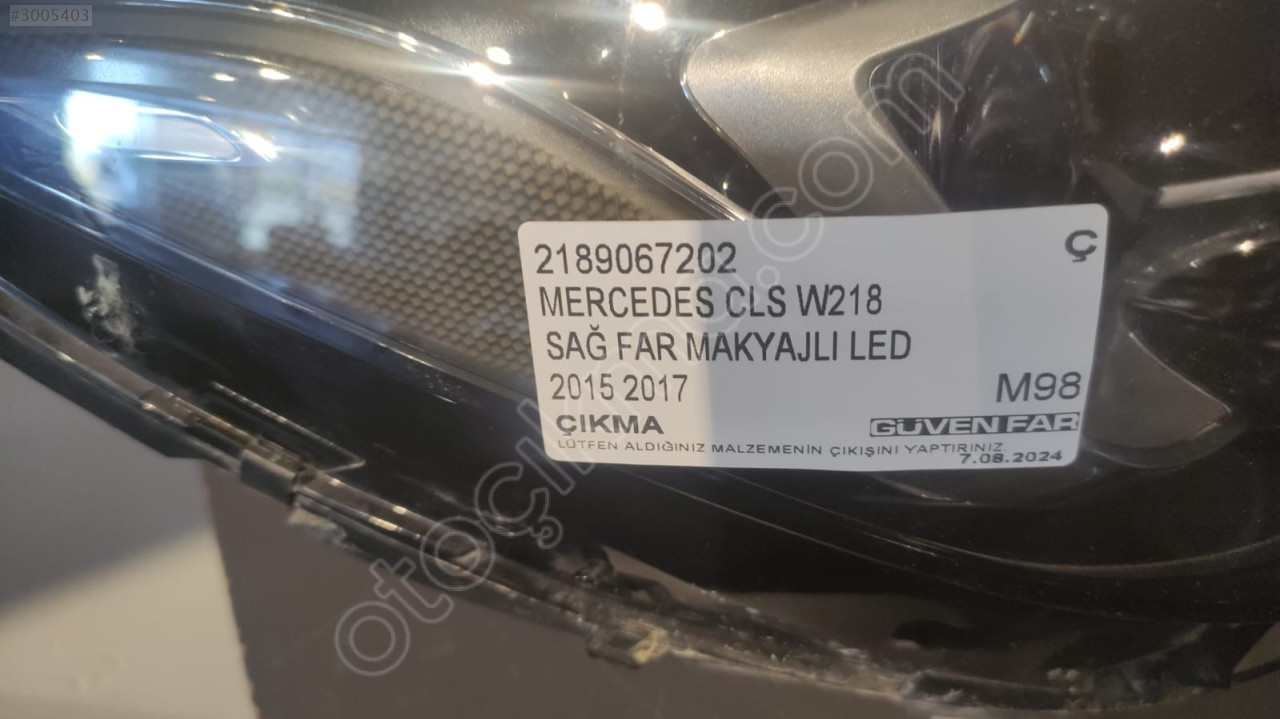 #3005403
2189067202
Ç
MERCEDES CLS W218
SAĞ FAR MAKYAJLI LED
2015 2017
M98
ÇIKMA
GÜVEN FAR
LÜTFEN ALDIĞINIZ MALZEMENİN ÇIKIŞINI YAPTIRINIZ.
7.08.2024
otoçıkma.com